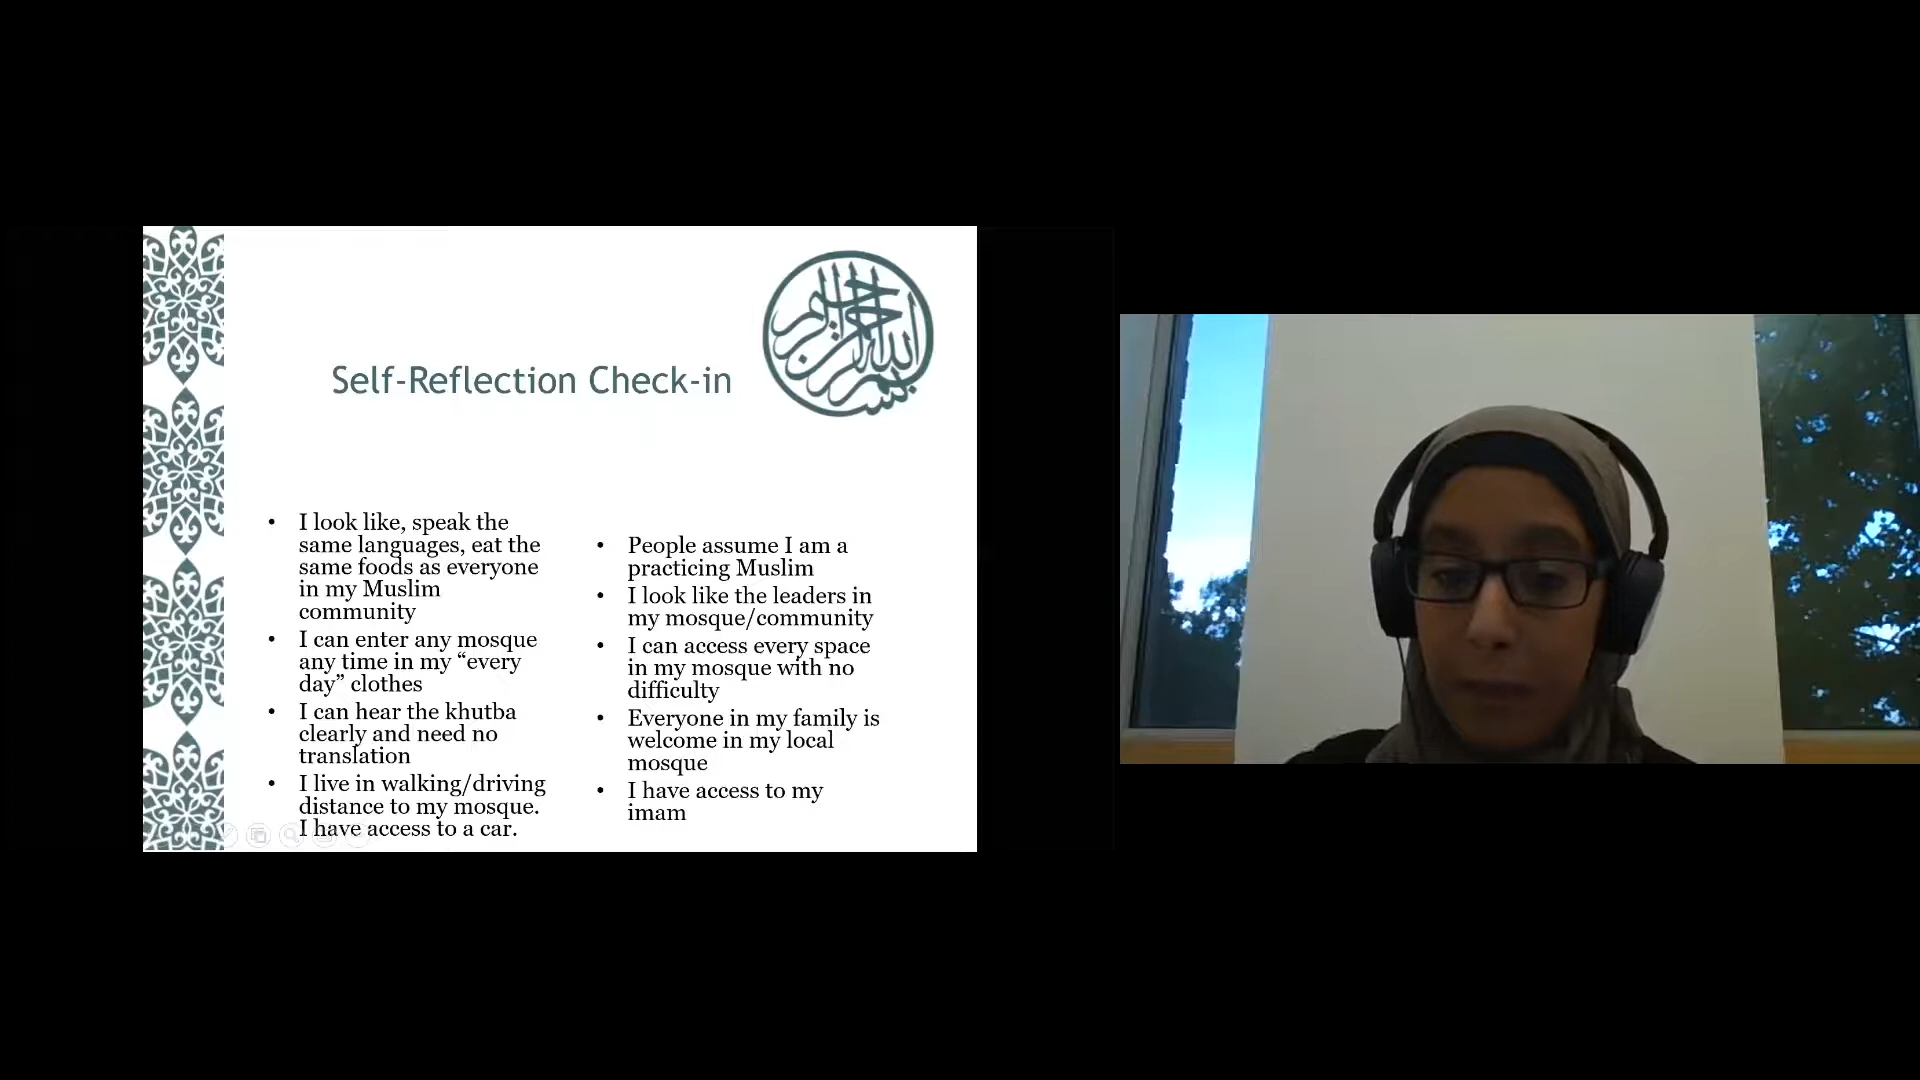 بسم الله الرحمن الرحيم
Self-Reflection Check-in
• I look like, speak the
same languages, eat the
same foods as everyone
in my Muslim
community
• I can enter any mosque
any time in my “every
day” clothes
• I can hear the khutba
clearly and need no
translation
• I live in walking/driving
distance to my mosque.
I have access to a car.
• People assume I am a
practicing Muslim
• I look like the leaders in
my mosque/community
• I can access every space
in my mosque with no
difficulty
• Everyone in my family is
welcome in my local
mosque
• I have access to my
imam